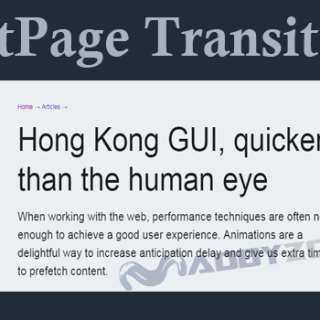 tPage Transit
Home → Articles →
Hong Kong GUI, quicker
than the human eye
When working with the web, performance techniques are often n
enough to achieve a good user experience. Animations are a
delightful way to increase anticipation delay and give us extra tim
to prefetch content.